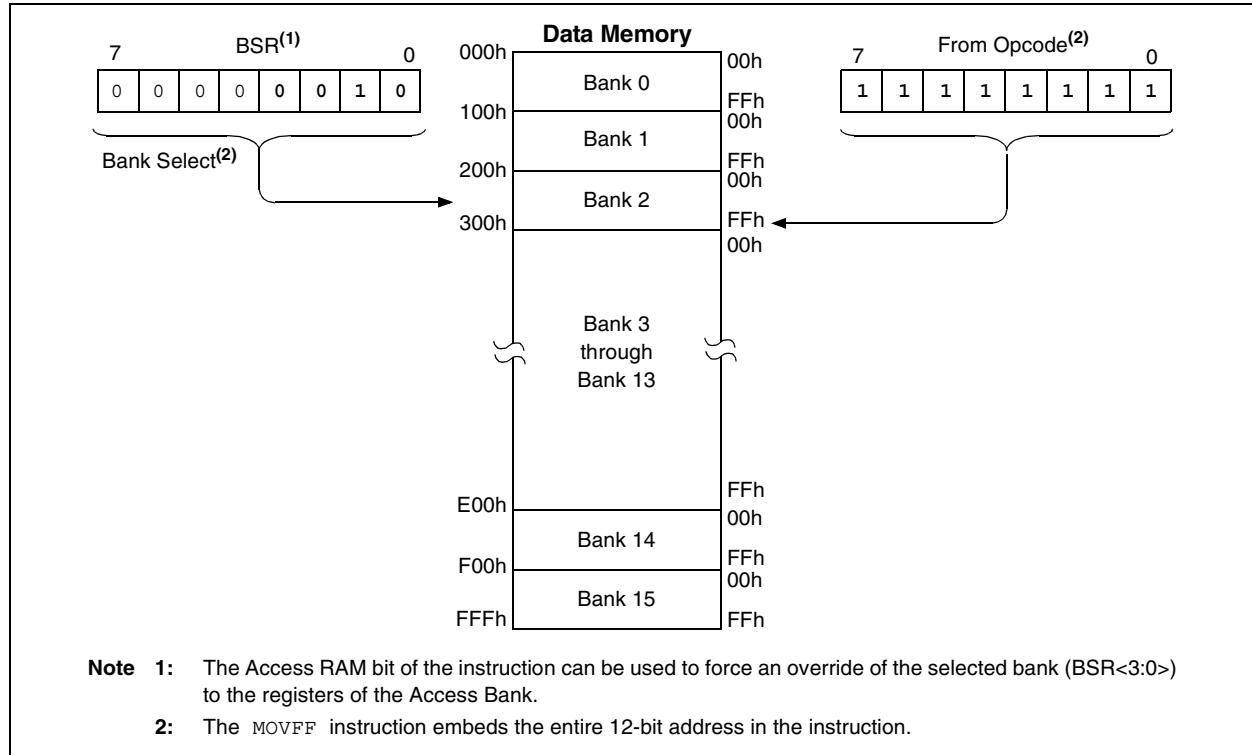 Data Memory
7 BSR(1) 0
0 0 0 0 0 0 1 0
Bank Select(2)
000h
Bank 0
00h
FFh
100h
Bank 1
00h
FFh
200h
Bank 2
00h
FFh
300h
00h
Bank 3
through
Bank 13
FFh
E00h
Bank 14
00h
FFh
F00h
Bank 15
00h
FFFh
FFh
7 From Opcode(2) 0
1 1 1 1 1 1 1 1
Note 1: The Access RAM bit of the instruction can be used to force an override of the selected bank (BSR<3:0>)
to the registers of the Access Bank.
2: The MOVFF instruction embeds the entire 12-bit address in the instruction.